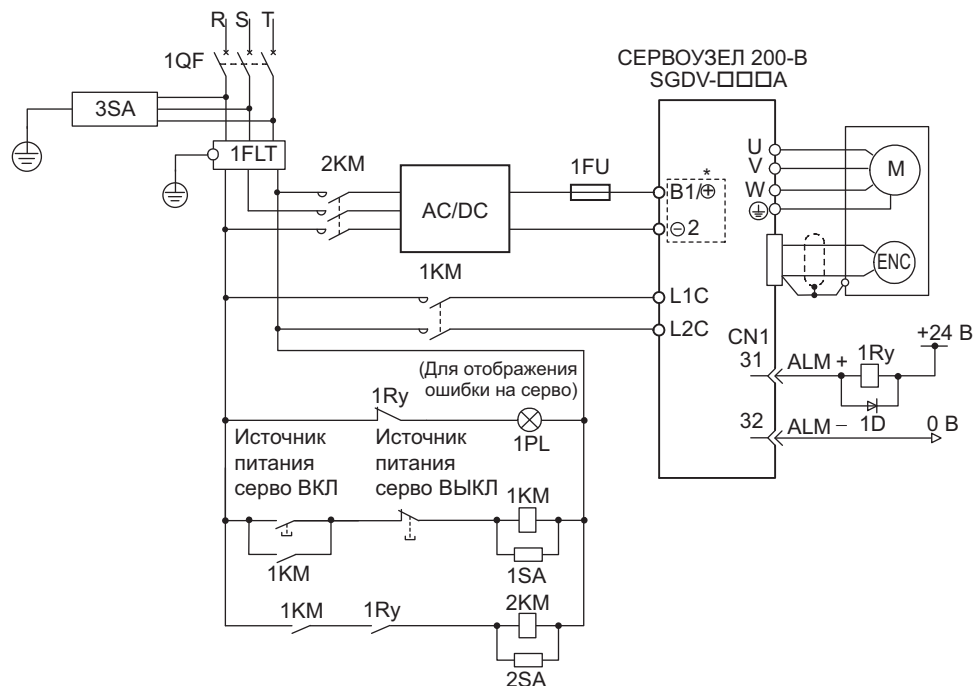 R S T
1QF
3SA
1FLT
СЕРВОУЗЕЛ 200-В
SGDV-□□□A
2KM
AC/DC
1FU
*
B1/⊕
⊖2
U
V
W
M
ENC
1KM
L1C
L2C
CN1
+24 В
31
ALM +
1Ry
1D
32
ALM −
0 В
(Для отображения
ошибки на серво)
1Ry
1PL
Источник
питания
серво ВКЛ
Источник
питания
серво ВЫКЛ
1KM
1KM
1SA
1KM
1Ry
2KM
2SA